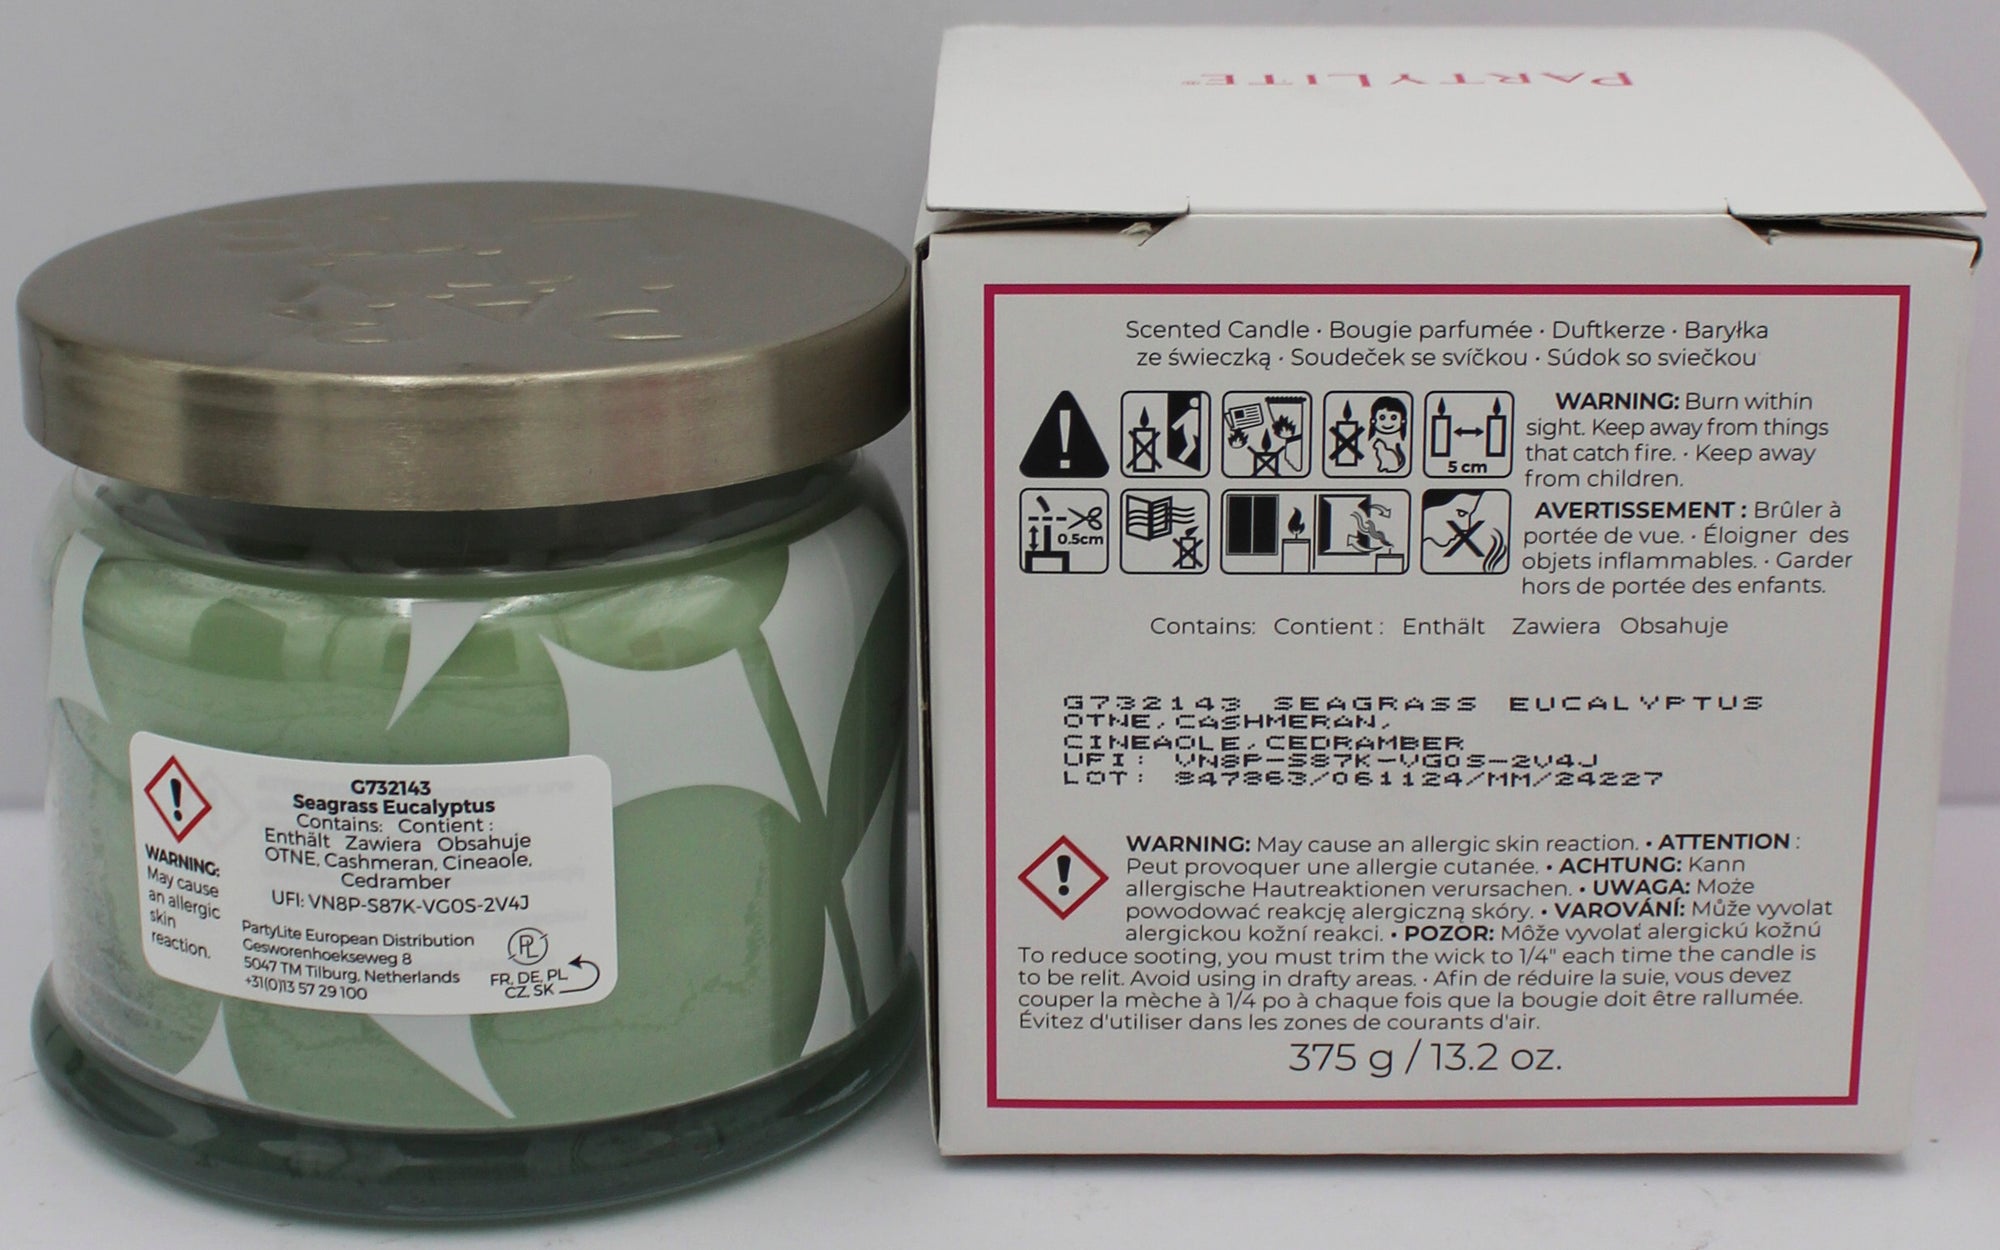 G732143
Seagrass Eucalyptus
Contains: Contient :
Enthält Zawiera Obsahuje
OTNE, Cashmeran, Cineaole,
Cedramber
UFI: VN8P-S87K-VG0S-2V4J
WARNING:
May cause
an allergic
skin
reaction.
PartyLite European Distribution
Gesworenhoekseweg 8
5047 TM Tilburg, Netherlands
+31(0)13 57 29 100
PL
FR, DE, PL
CZ, SK
PARTYLITE®
Scented Candle · Bougie parfumée · Duftkerze · Baryłka
ze świeczką · Soudeček se svíčkou · Súdok so sviečkou
5 cm
0.5cm
WARNING: Burn within
sight. Keep away from things
that catch fire. · Keep away
from children.
AVERTISSEMENT : Brûler à
portée de vue. · Éloigner des
objets inflammables. · Garder
hors de portée des enfants.
Contains: Contient : Enthält Zawiera Obsahuje
G732143 SEAGRASS EUCALYPTUS
OTNE,CASHMERAN,
CINEAOLE,CEDRAMBER
UFI: VN8P-S87K-VG0S-2V4J
LOT: 847863/061124/MM/24227
WARNING: May cause an allergic skin reaction. • ATTENTION :
Peut provoquer une allergie cutanée. • ACHTUNG: Kann
allergische Hautreaktionen verursachen. • UWAGA: Może
powodować reakcję alergiczną skóry. • VAROVÁNÍ: Může vyvolat
alergickou kožní reakci. • POZOR: Môže vyvolať alergickú kožnú
To reduce sooting, you must trim the wick to 1/4" each time the candle is
to be relit. Avoid using in drafty areas. · Afin de réduire la suie, vous devez
couper la mèche à 1/4 po à chaque fois que la bougie doit être rallumée.
Évitez d'utiliser dans les zones de courants d'air.
375 g / 13.2 oz.